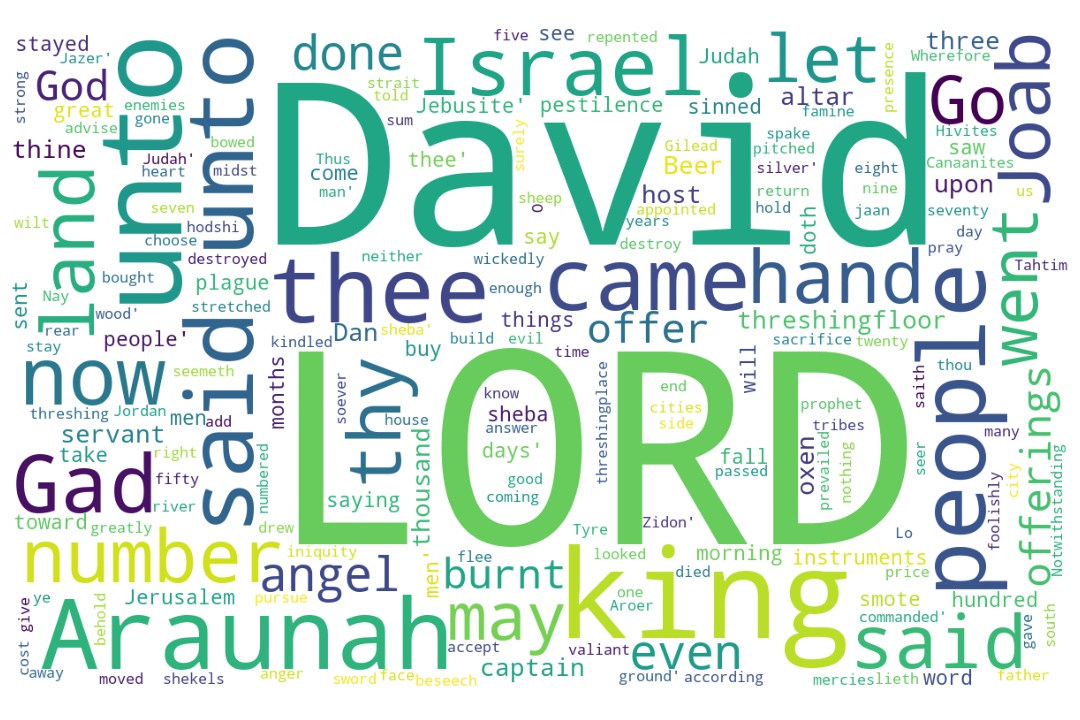 stayed
Jazer'
God
strong
great
enemies
gone
advise
thine
unto
unto
done
Israel
five
see
repented
strait
told
Jebusite'
pestilence
sum
Judah
let
sinned
altar
famine
presence
three
Wherefore
Go
Joab
David
Thus
come
man'
thee'
surely
sheep
o
Gilead
Beer
host
appointed
years
destroy
say
spake
pitched
silver'
return
hold
doth
eight
nine
jaan
Hivites
saw
Canaanites
upon
us
seventy
day
pray
Tahtim
land
Judah'
heart
bowed
midst
seven
hodshi
choose
wilt
destroyed
bought
plague
stretched
sent
Nay
wood'
rear
stay
people'
thee
neither
wickedly
enough
came
hand
people
went
kindled
Dan
sheba'
buy
build
evil
things
time
offer
threshingfloor
sacrifice
twenty
thou
saith
will
now
said
seemeth
months
soever
thy
house
threshing
Jordan
men
add
servant
take
right
LORD
know
sheba
answer
days'
good
coming
threshingplace
end
cities
side
prophet
tribes
oxen
prevailed
nothing
fall
passed
seer
many
city
foolishly
Notwithstanding
offerings
Gad
fifty
river
numbered
saying
thousand
toward
greatly
drew
Tyre
Zidon'
Lo
number
iniquity
angel
men'
flee
burnt
looked
morning
instruments
price
died
one
Aroer
king
smote
hundred
commanded'
said
gave
south
ye
give
Jerusalem
pursue
behold
Araunah
may
accept
captain
valiant
even
cost
away
moved
shekels
anger
sword
face
beseech
ground'
according
mercies
lieth
word
father